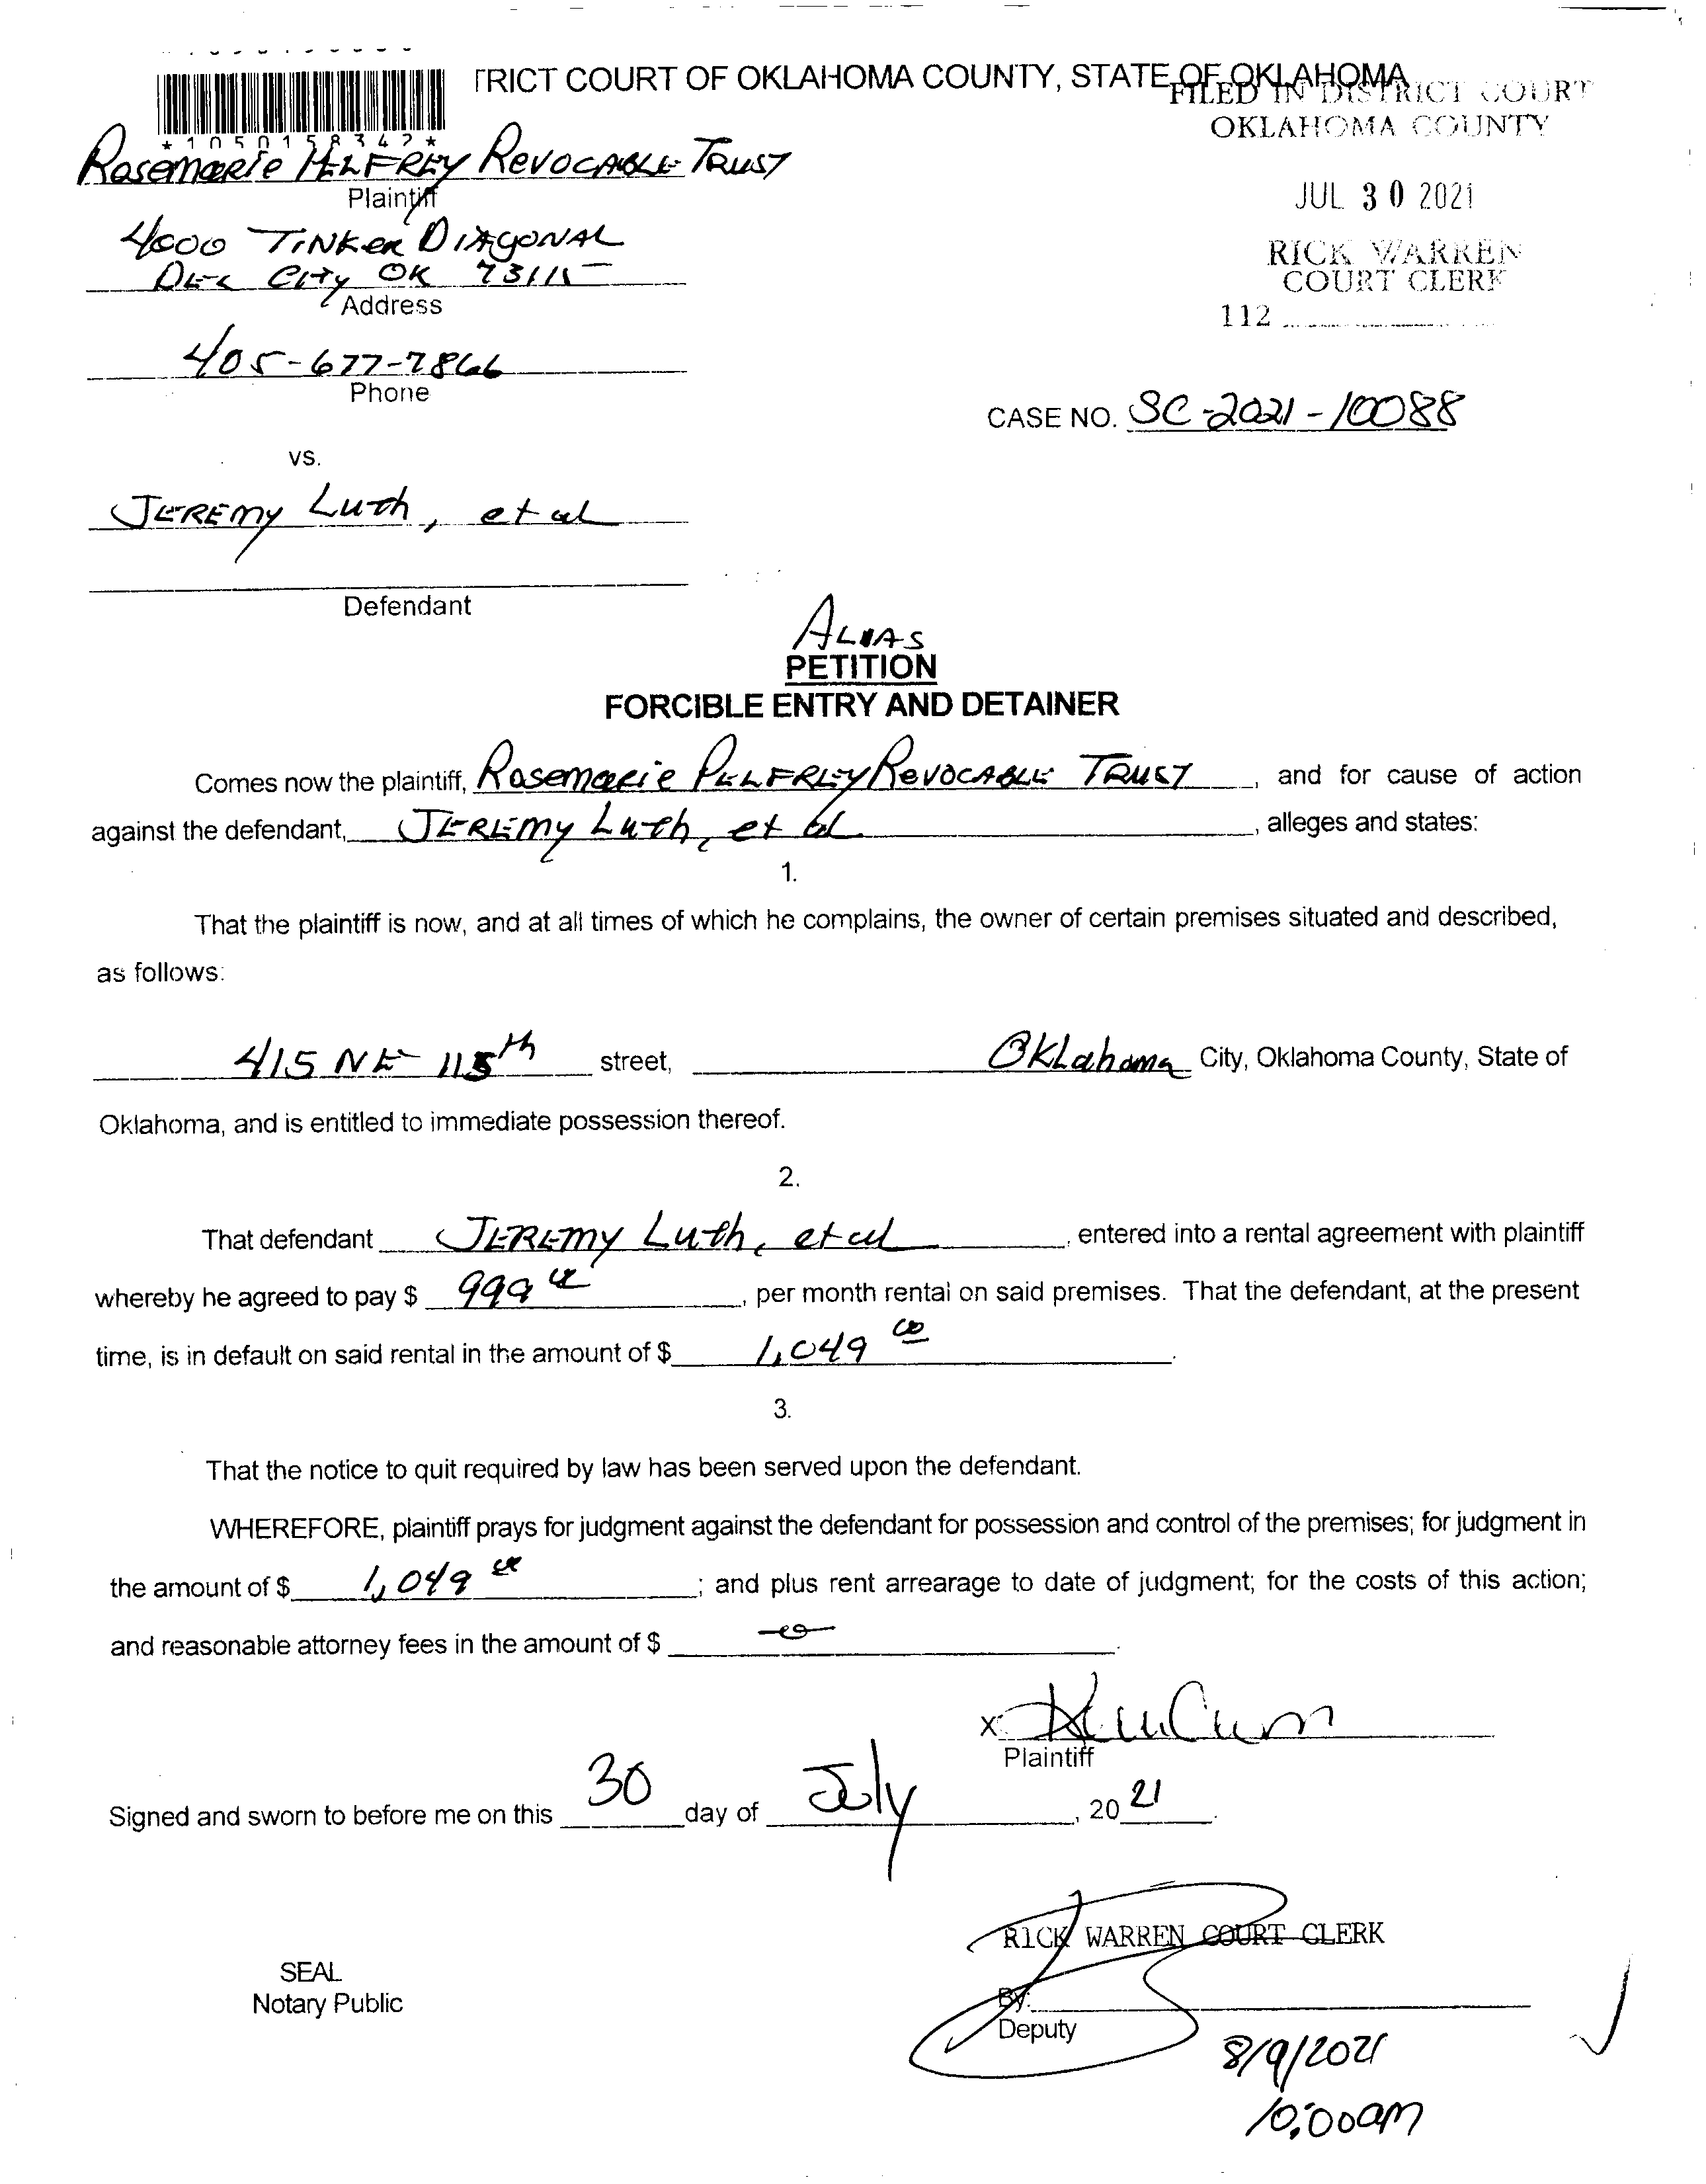 TRICT COURT OF OKLAHOMA COUNTY, STATE OF OKLAHOMA
FILED IN DISTRICT COURT
OKLAHOMA COUNTY
*1050158342*
Rosemarie PELFREY REVOCABLE TRUST
Plaintiff
JUL 30 2021
4000 TINKER DIAGONAL
DEL City OK 73115
Address
RICK WARREN
COURT CLERK
112
405-677-7866
Phone
CASE NO. SC-2021-10088
vs.
JEREMY Luth, et al
Defendant
ALIAS
PETITION
FORCIBLE ENTRY AND DETAINER
Comes now the plaintiff, Rosemarie PELFREY REVOCABLE TRUST, and for cause of action
against the defendant, JEREMY Luth, et al, alleges and states:
1.
That the plaintiff is now, and at all times of which he complains, the owner of certain premises situated and described,
as follows:
415 NE 115th street, Oklahoma City, Oklahoma County, State of
Oklahoma, and is entitled to immediate possession thereof.
2.
That defendant JEREMY Luth, et al, entered into a rental agreement with plaintiff
whereby he agreed to pay $ 999 00, per month rental on said premises. That the defendant, at the present
time, is in default on said rental in the amount of $ 1,049 00.
3.
That the notice to quit required by law has been served upon the defendant.
WHEREFORE, plaintiff prays for judgment against the defendant for possession and control of the premises; for judgment in
the amount of $ 1,049 00; and plus rent arrearage to date of judgment; for the costs of this action;
and reasonable attorney fees in the amount of $ -0-.
X
Plaintiff
Signed and sworn to before me on this 30 day of July, 20 21.
RICK WARREN COURT CLERK
SEAL
Notary Public
By:
Deputy
8/9/2021
10:00am